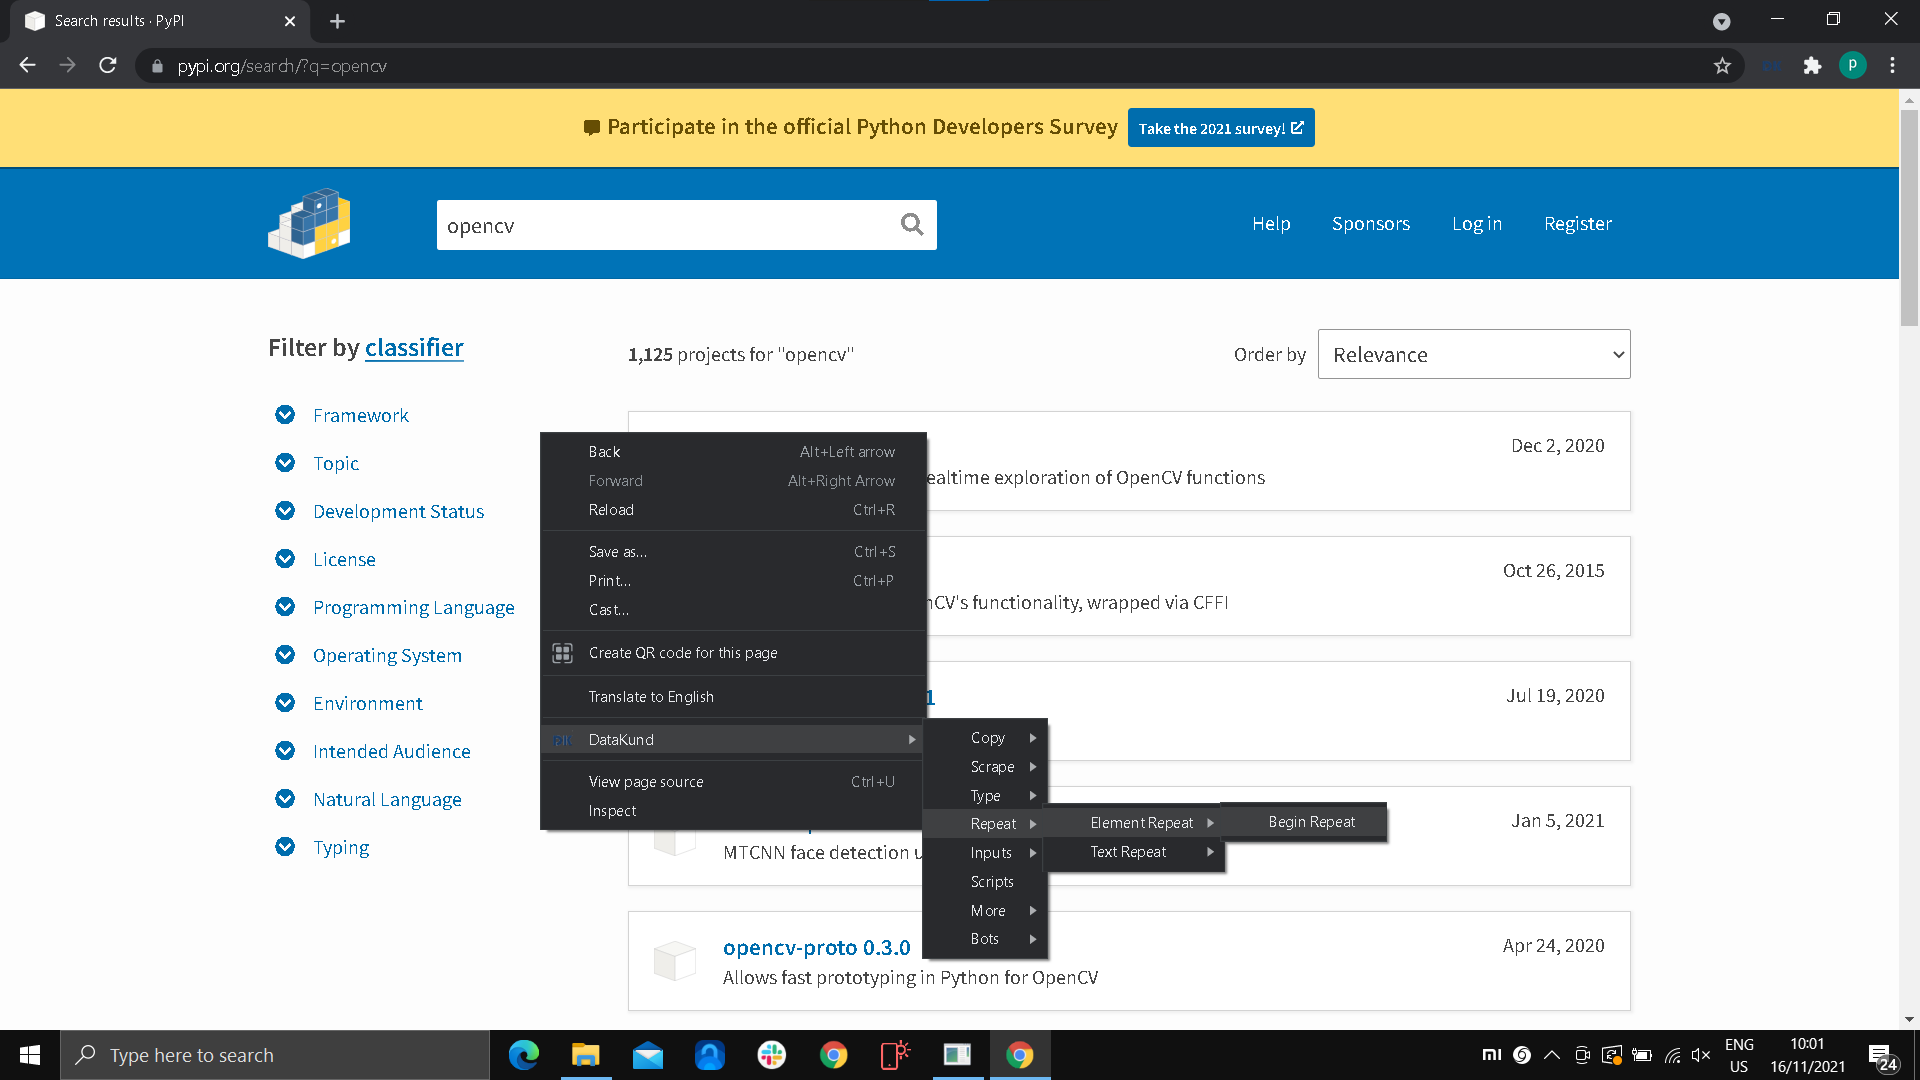 Search results · PyPI
pypi.org/search/?q=opencv
p
Participate in the official Python Developers Survey
Take the 2021 survey!
opencv
Help
Sponsors
Log in
Register
Filter by classifier
Framework
Topic
Development Status
License
Programming Language
Operating System
Environment
Intended Audience
Natural Language
Typing
1,125 projects for "opencv"
Order by
Relevance
Dec 2, 2020
ealtime exploration of OpenCV functions
Oct 26, 2015
nCV's functionality, wrapped via CFFI
1
Jul 19, 2020
Jan 5, 2021
MTCNN face detection u
opencv-proto 0.3.0
Apr 24, 2020
Allows fast prototyping in Python for OpenCV
Back Alt+Left arrow
Forward Alt+Right Arrow
Reload Ctrl+R
Save as... Ctrl+S
Print... Ctrl+P
Cast...
Create QR code for this page
Translate to English
DataKund
View page source Ctrl+U
Inspect
Copy
Scrape
Type
Repeat
Inputs
Scripts
More
Bots
Element Repeat
Text Repeat
Begin Repeat
Type here to search
ENG
US
10:01
16/11/2021
24